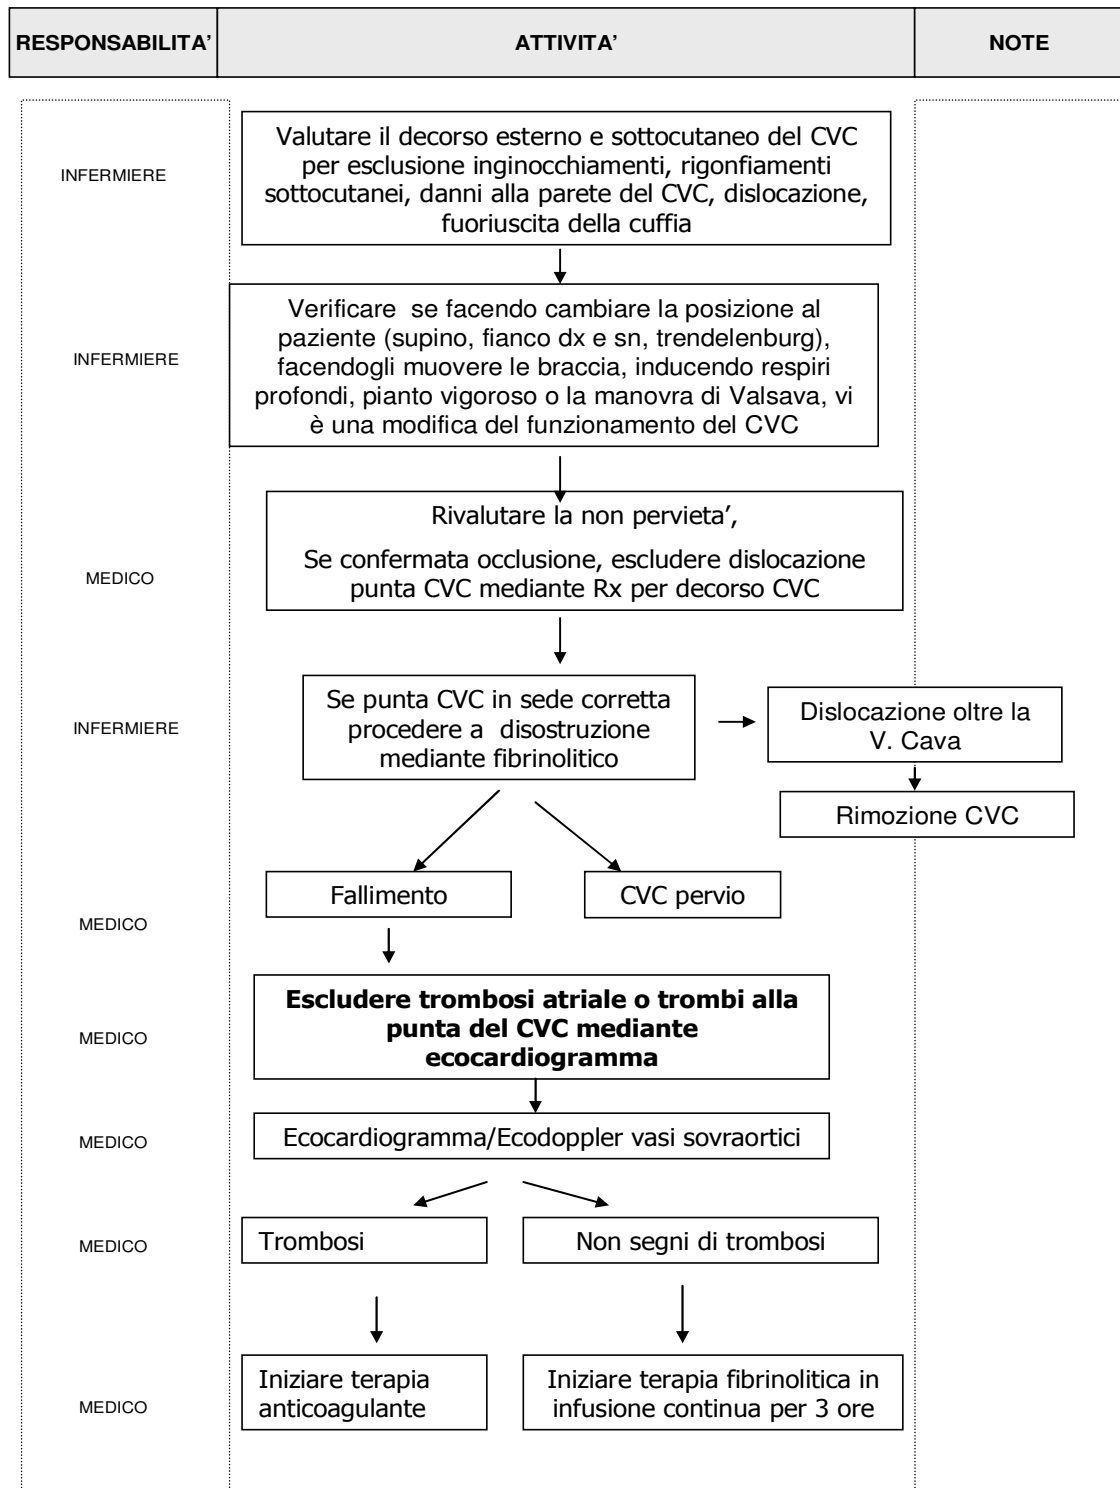 RESPONSABILITA’ ATTIVITA’ NOTE
INFERMIERE
Valutare il decorso esterno e sottocutaneo del CVC
per esclusione inginocchiamenti, rigonfiamenti
sottocutanei, danni alla parete del CVC, dislocazione,
fuoriuscita della cuffia
INFERMIERE
Verificare se facendo cambiare la posizione al
paziente (supino, fianco dx e sn, trendelenburg),
facendogli muovere le braccia, inducendo respiri
profondi, pianto vigoroso o la manovra di Valsava, vi
è una modifica del funzionamento del CVC
MEDICO
Rivalutare la non pervieta’,
Se confermata occlusione, escludere dislocazione
punta CVC mediante Rx per decorso CVC
INFERMIERE
Se punta CVC in sede corretta
procedere a disostruzione
mediante fibrinolitico
Dislocazione oltre la
V. Cava
Rimozione CVC
MEDICO
Fallimento
CVC pervio
MEDICO
Escludere trombosi atriale o trombi alla
punta del CVC mediante
ecocardiogramma
MEDICO
Ecocardiogramma/Ecodoppler vasi sovraortici
MEDICO
Trombosi
Non segni di trombosi
MEDICO
Iniziare terapia
anticoagulante
Iniziare terapia fibrinolitica in
infusione continua per 3 ore